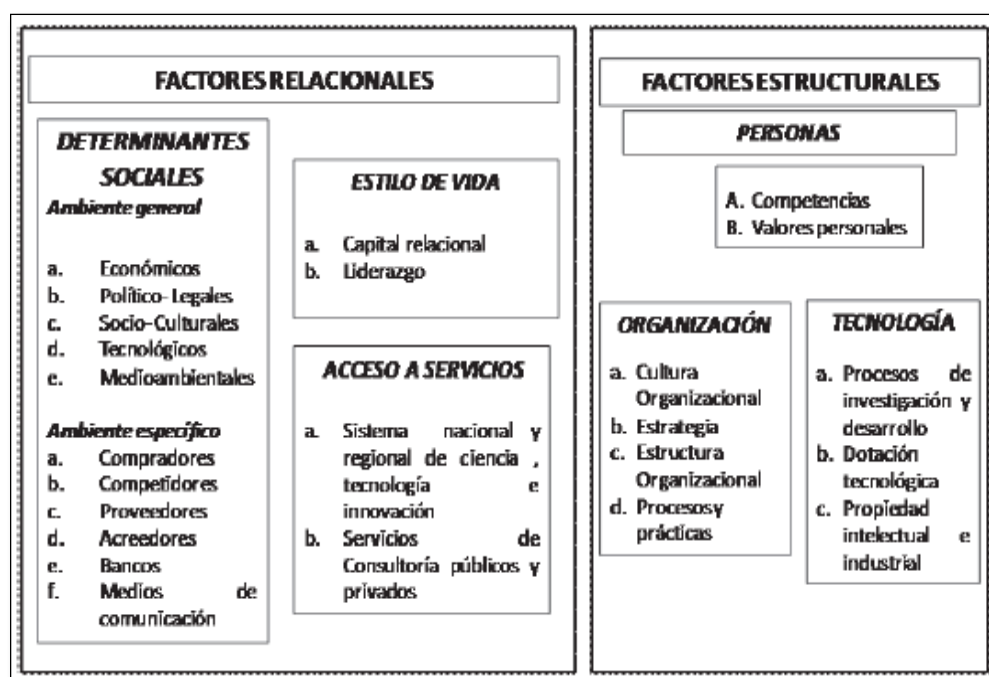 FACTORES RELACIONALES
DETERMINANTES
SOCIALES
Ambiente general
a. Económicos
b. Político- Legales
c. Socio-Culturales
d. Tecnológicos
e. Medioambientales
Ambiente específico
a. Compradores
b. Competidores
c. Proveedores
d. Acreedores
e. Bancos
f. Medios de
comunicación
ESTILO DE VIDA
a. Capital relacional
b. Liderazgo
ACCESO A SERVICIOS
a. Sistema nacional y
regional de ciencia ,
tecnología e
innovación
b. Servicios de
Consultoría públicos y
privados
FACTORES ESTRUCTURALES
PERSONAS
A. Competencias
B. Valores personales
ORGANIZACIÓN
a. Cultura
Organizacional
b. Estrategia
c. Estructura
Organizacional
d. Procesos y
prácticas
TECNOLOGÍA
a. Procesos de
investigación y
desarrollo
b. Dotación
tecnológica
c. Propiedad
intelectual e
industrial